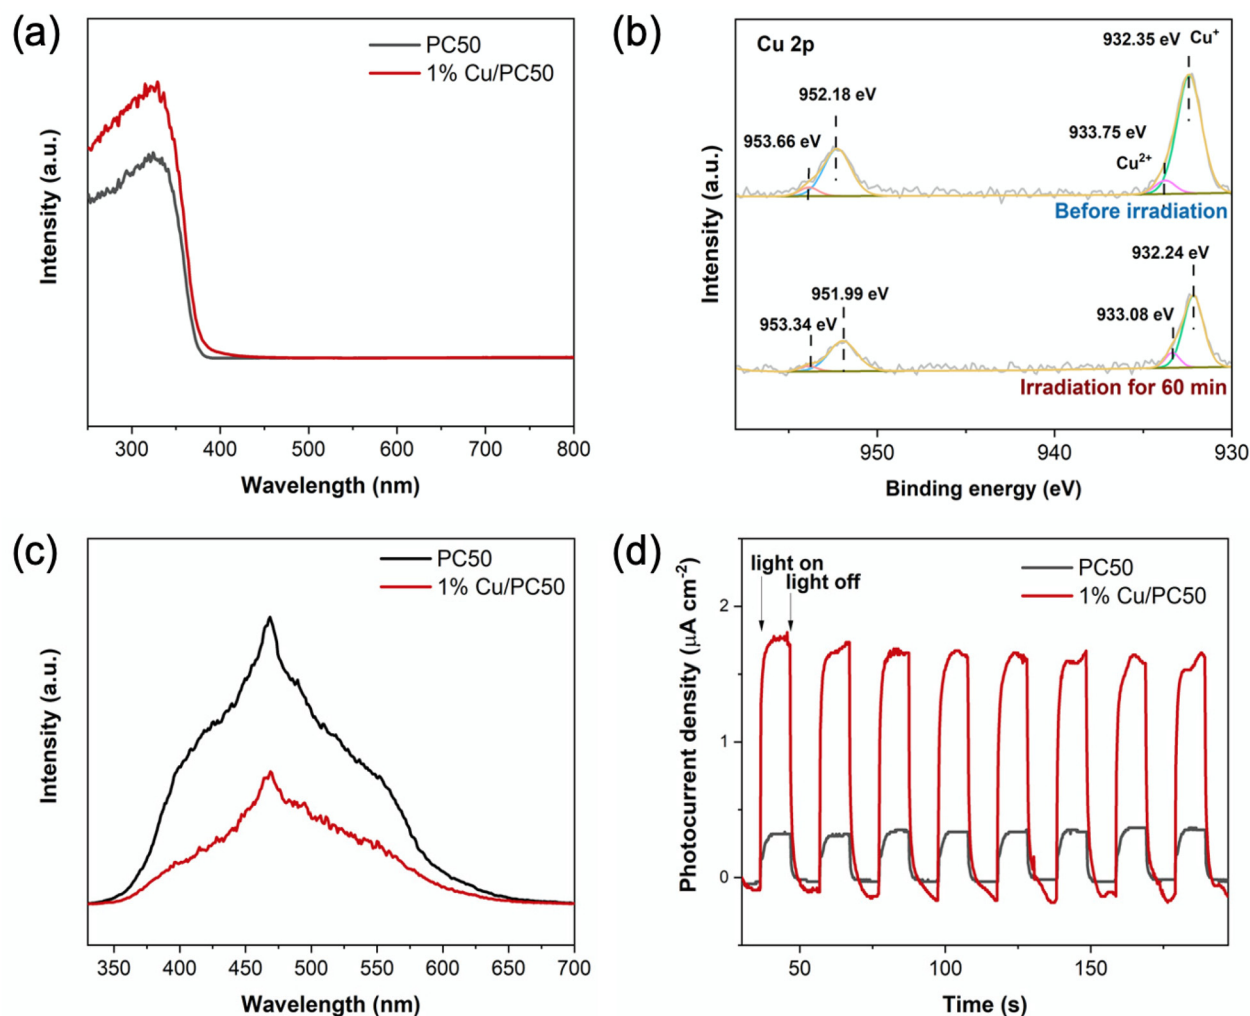 (a)
PC50
1% Cu/PC50
Intensity (a.u.)
300 400 500 600 700 800
Wavelength (nm)
(b)
Cu 2p
932.35 eV Cu⁺
952.18 eV
953.66 eV
933.75 eV
Cu²⁺
Before irradiation
932.24 eV
951.99 eV
953.34 eV
933.08 eV
Irradiation for 60 min
Intensity (a.u.)
950 940 930
Binding energy (eV)
(c)
PC50
1% Cu/PC50
Intensity (a.u.)
350 400 450 500 550 600 650 700
Wavelength (nm)
(d)
light on
light off
PC50
1% Cu/PC50
Photocurrent density (μA cm⁻²)
2
1
0
50 100 150
Time (s)